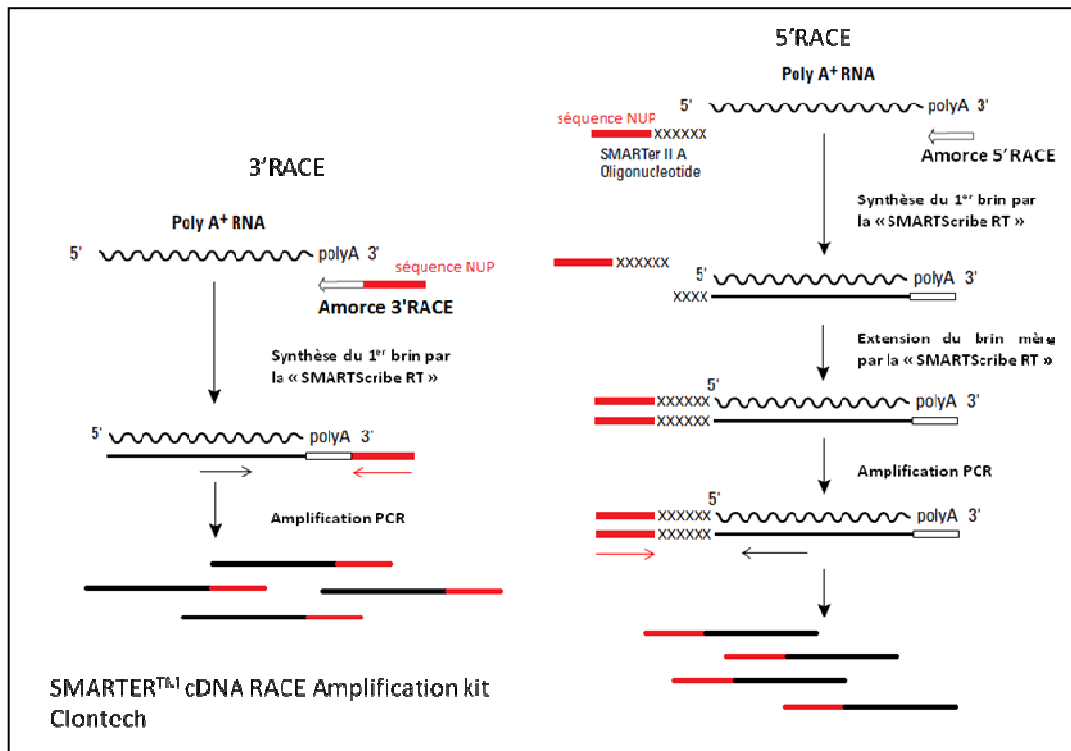 3'RACE
Poly A+ RNA
5' polyA 3'
séquence NUP
Amorce 3'RACE
Synthèse du 1er brin par
la « SMARTScribe RT »
5' polyA 3'
Amplification PCR
SMARTER™ cDNA RACE Amplification kit
Clontech
5'RACE
Poly A+ RNA
5' polyA 3'
séquence NUP
XXXXXX
SMARTer II A
Oligonucleotide
Amorce 5'RACE
Synthèse du 1er brin par
la « SMARTScribe RT »
XXXXXX
5' polyA 3'
XXXX
Extension du brin mère
par la « SMARTScribe RT »
5'
XXXXXX polyA 3'
XXXXXX
Amplification PCR
5'
XXXXXX polyA 3'
XXXXXX